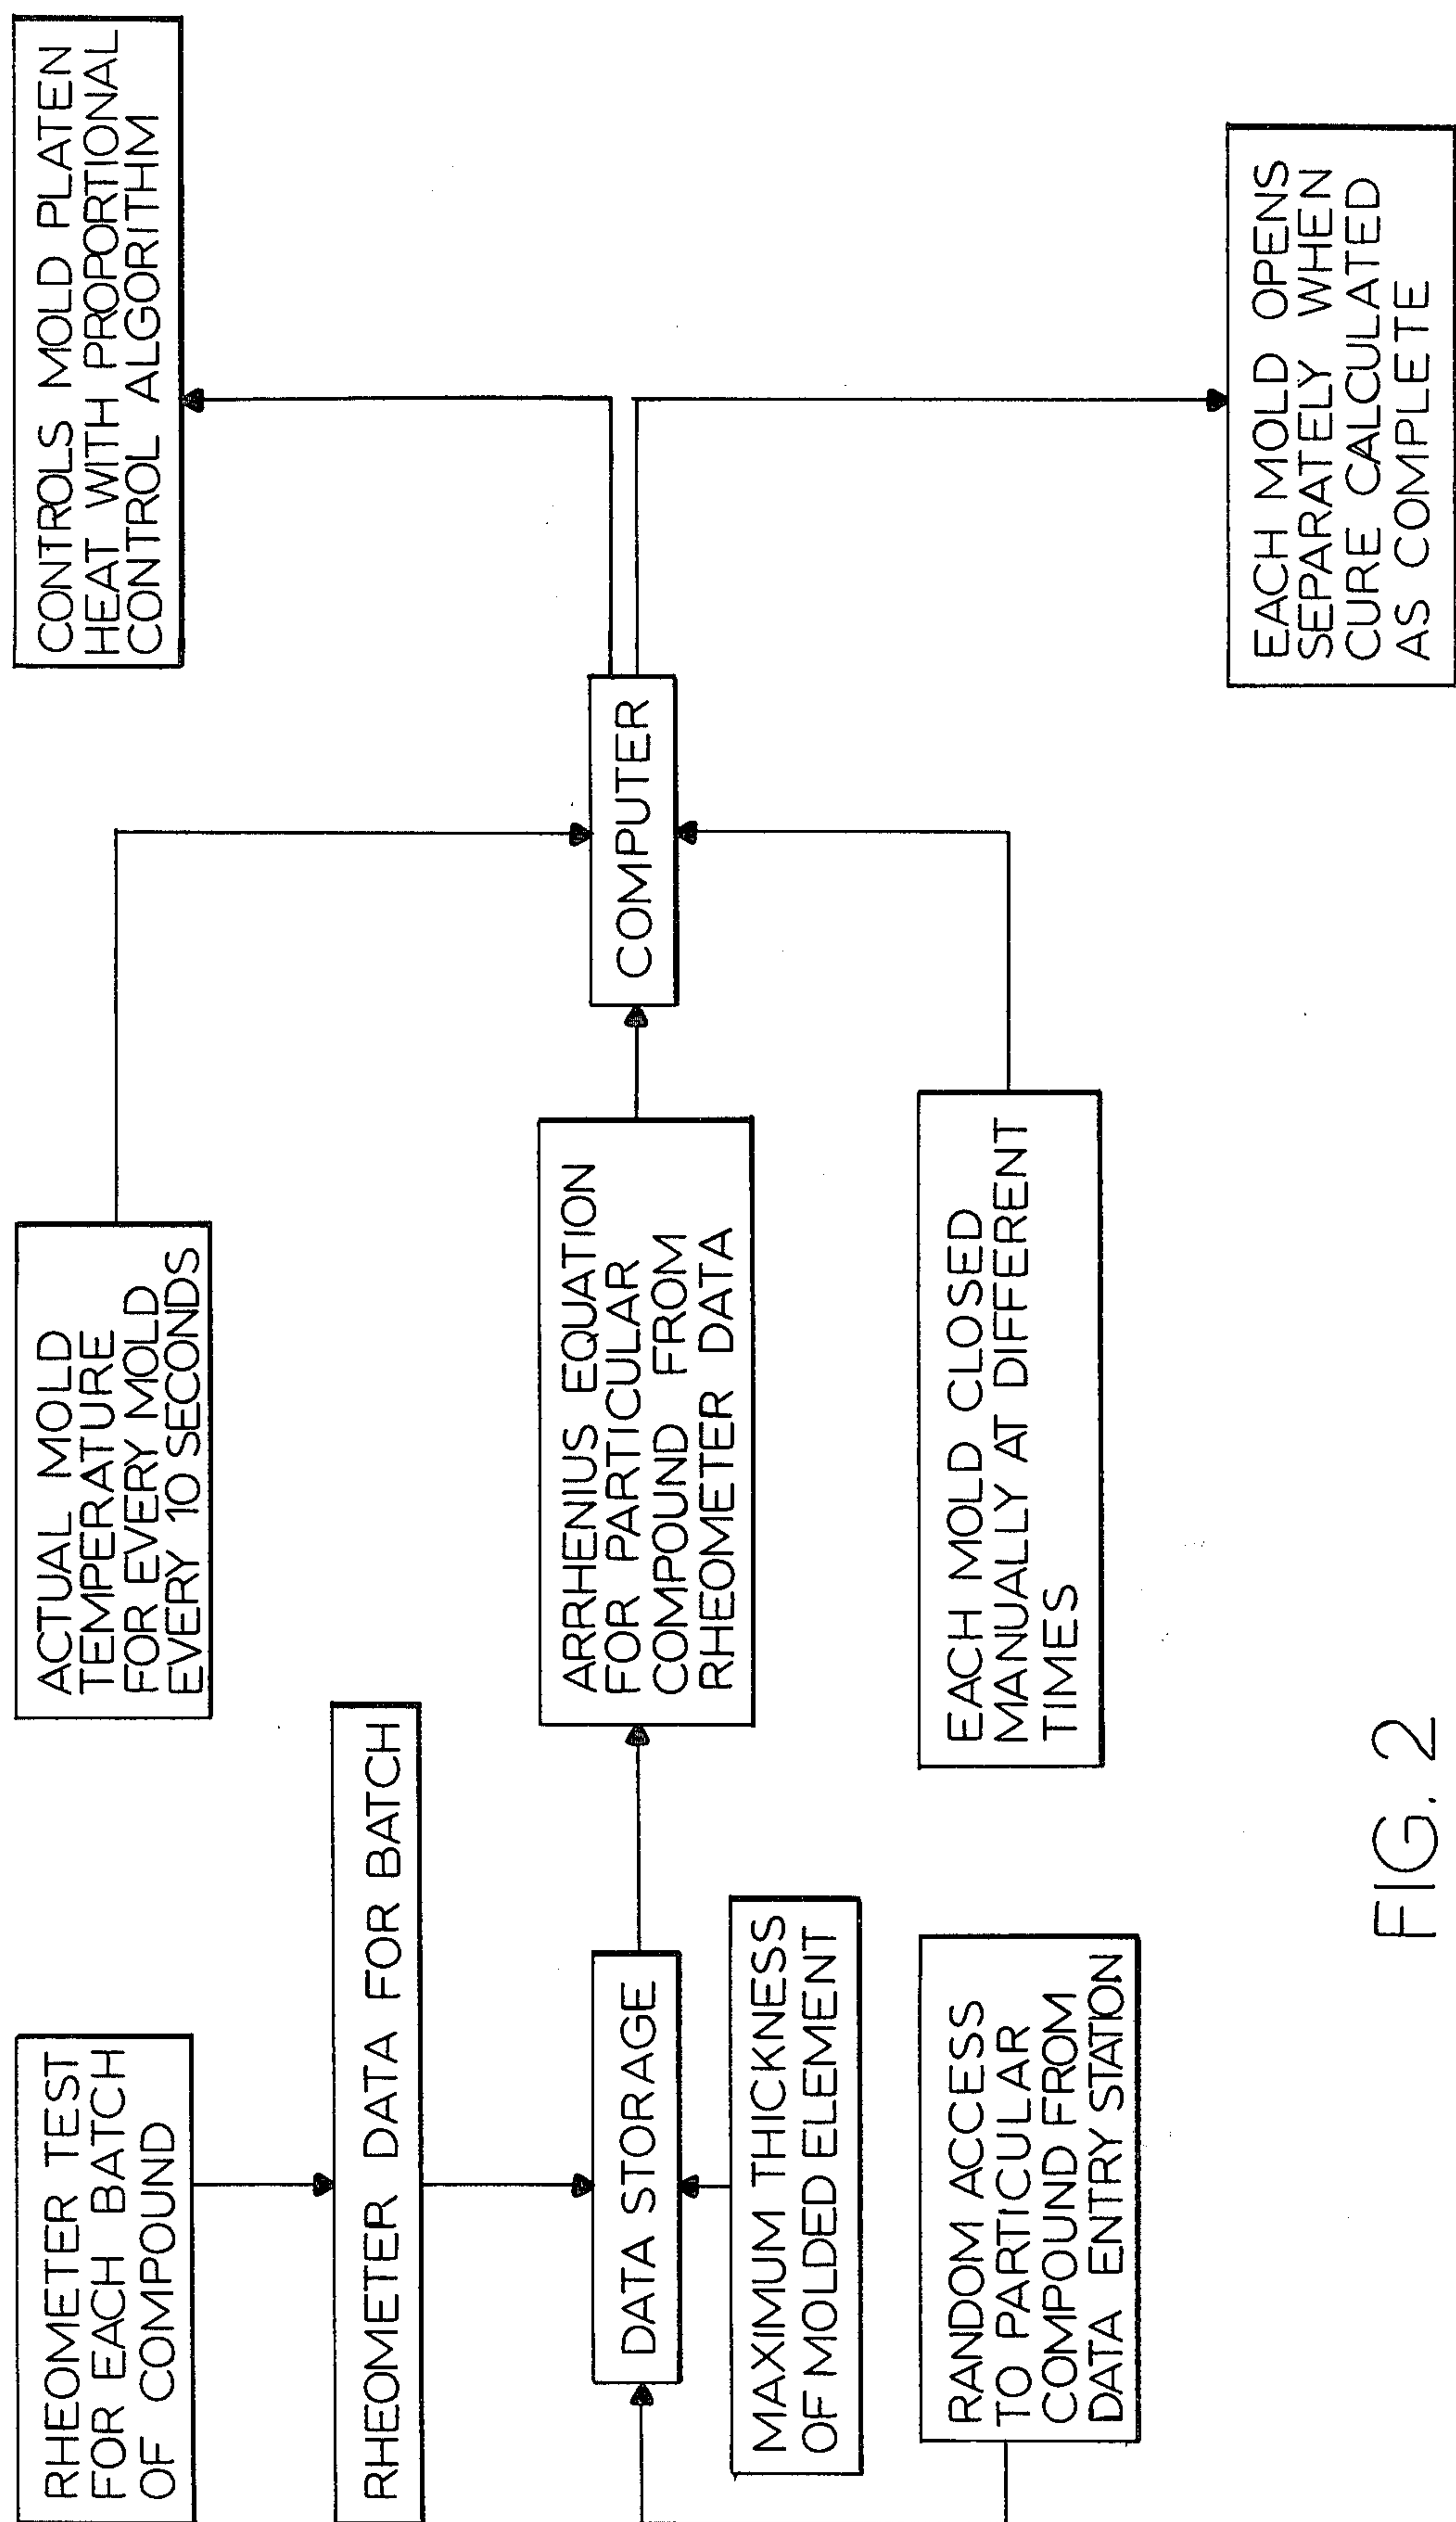 RHEOMETER TEST
FOR EACH BATCH
OF COMPOUND
RHEOMETER DATA FOR BATCH
DATA STORAGE
MAXIMUM THICKNESS
OF MOLDED ELEMENT
RANDOM ACCESS
TO PARTICULAR
COMPOUND FROM
DATA ENTRY STATION
ACTUAL MOLD
TEMPERATURE
FOR EVERY MOLD
EVERY 10 SECONDS
ARRHENIUS EQUATION
FOR PARTICULAR
COMPOUND FROM
RHEOMETER DATA
EACH MOLD CLOSED
MANUALLY AT DIFFERENT
TIMES
COMPUTER
CONTROLS MOLD PLATEN
HEAT WITH PROPORTIONAL
CONTROL ALGORITHM
EACH MOLD OPENS
SEPARATELY WHEN
CURE CALCULATED
AS COMPLETE
FIG. 2